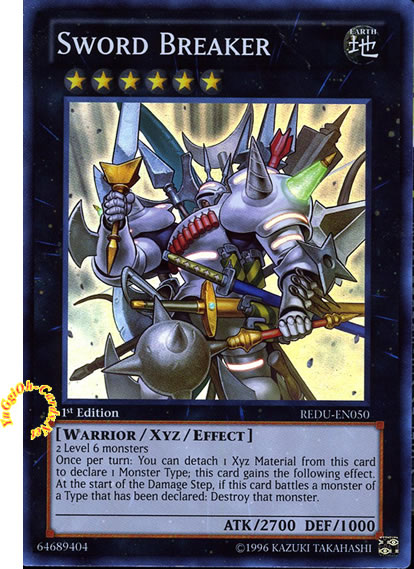 SWORD BREAKER
EARTH
地
YuGgiOh-Cards.Net
1st Edition
REDU-EN050
[WARRIOR / XYZ / EFFECT]
2 Level 6 monsters
Once per turn: You can detach 1 Xyz Material from this card
to declare 1 Monster Type; this card gains the following effect.
At the start of the Damage Step, if this card battles a monster of
a Type that has been declared: Destroy that monster.
ATK/2700 DEF/1000
64689404
©1996 KAZUKI TAKAHASHI